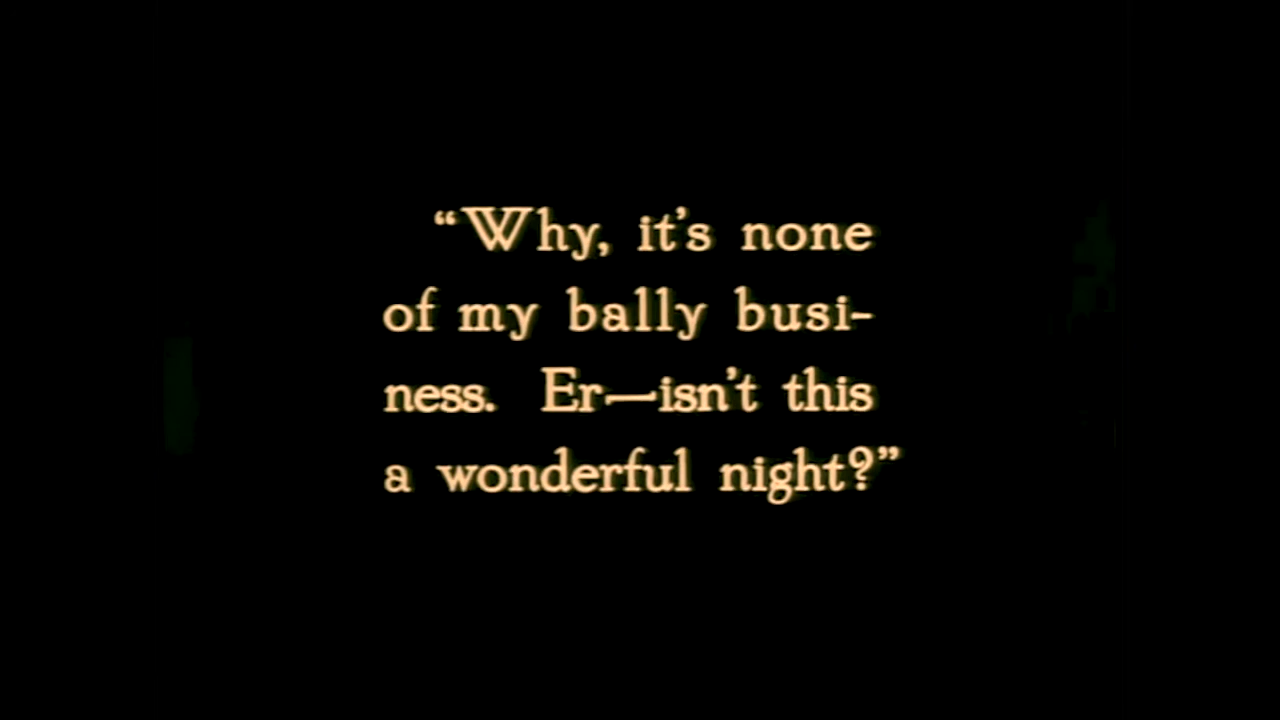 “Why, it’s none
of my bally busi-
ness. Er—isn’t this
a wonderful night?”